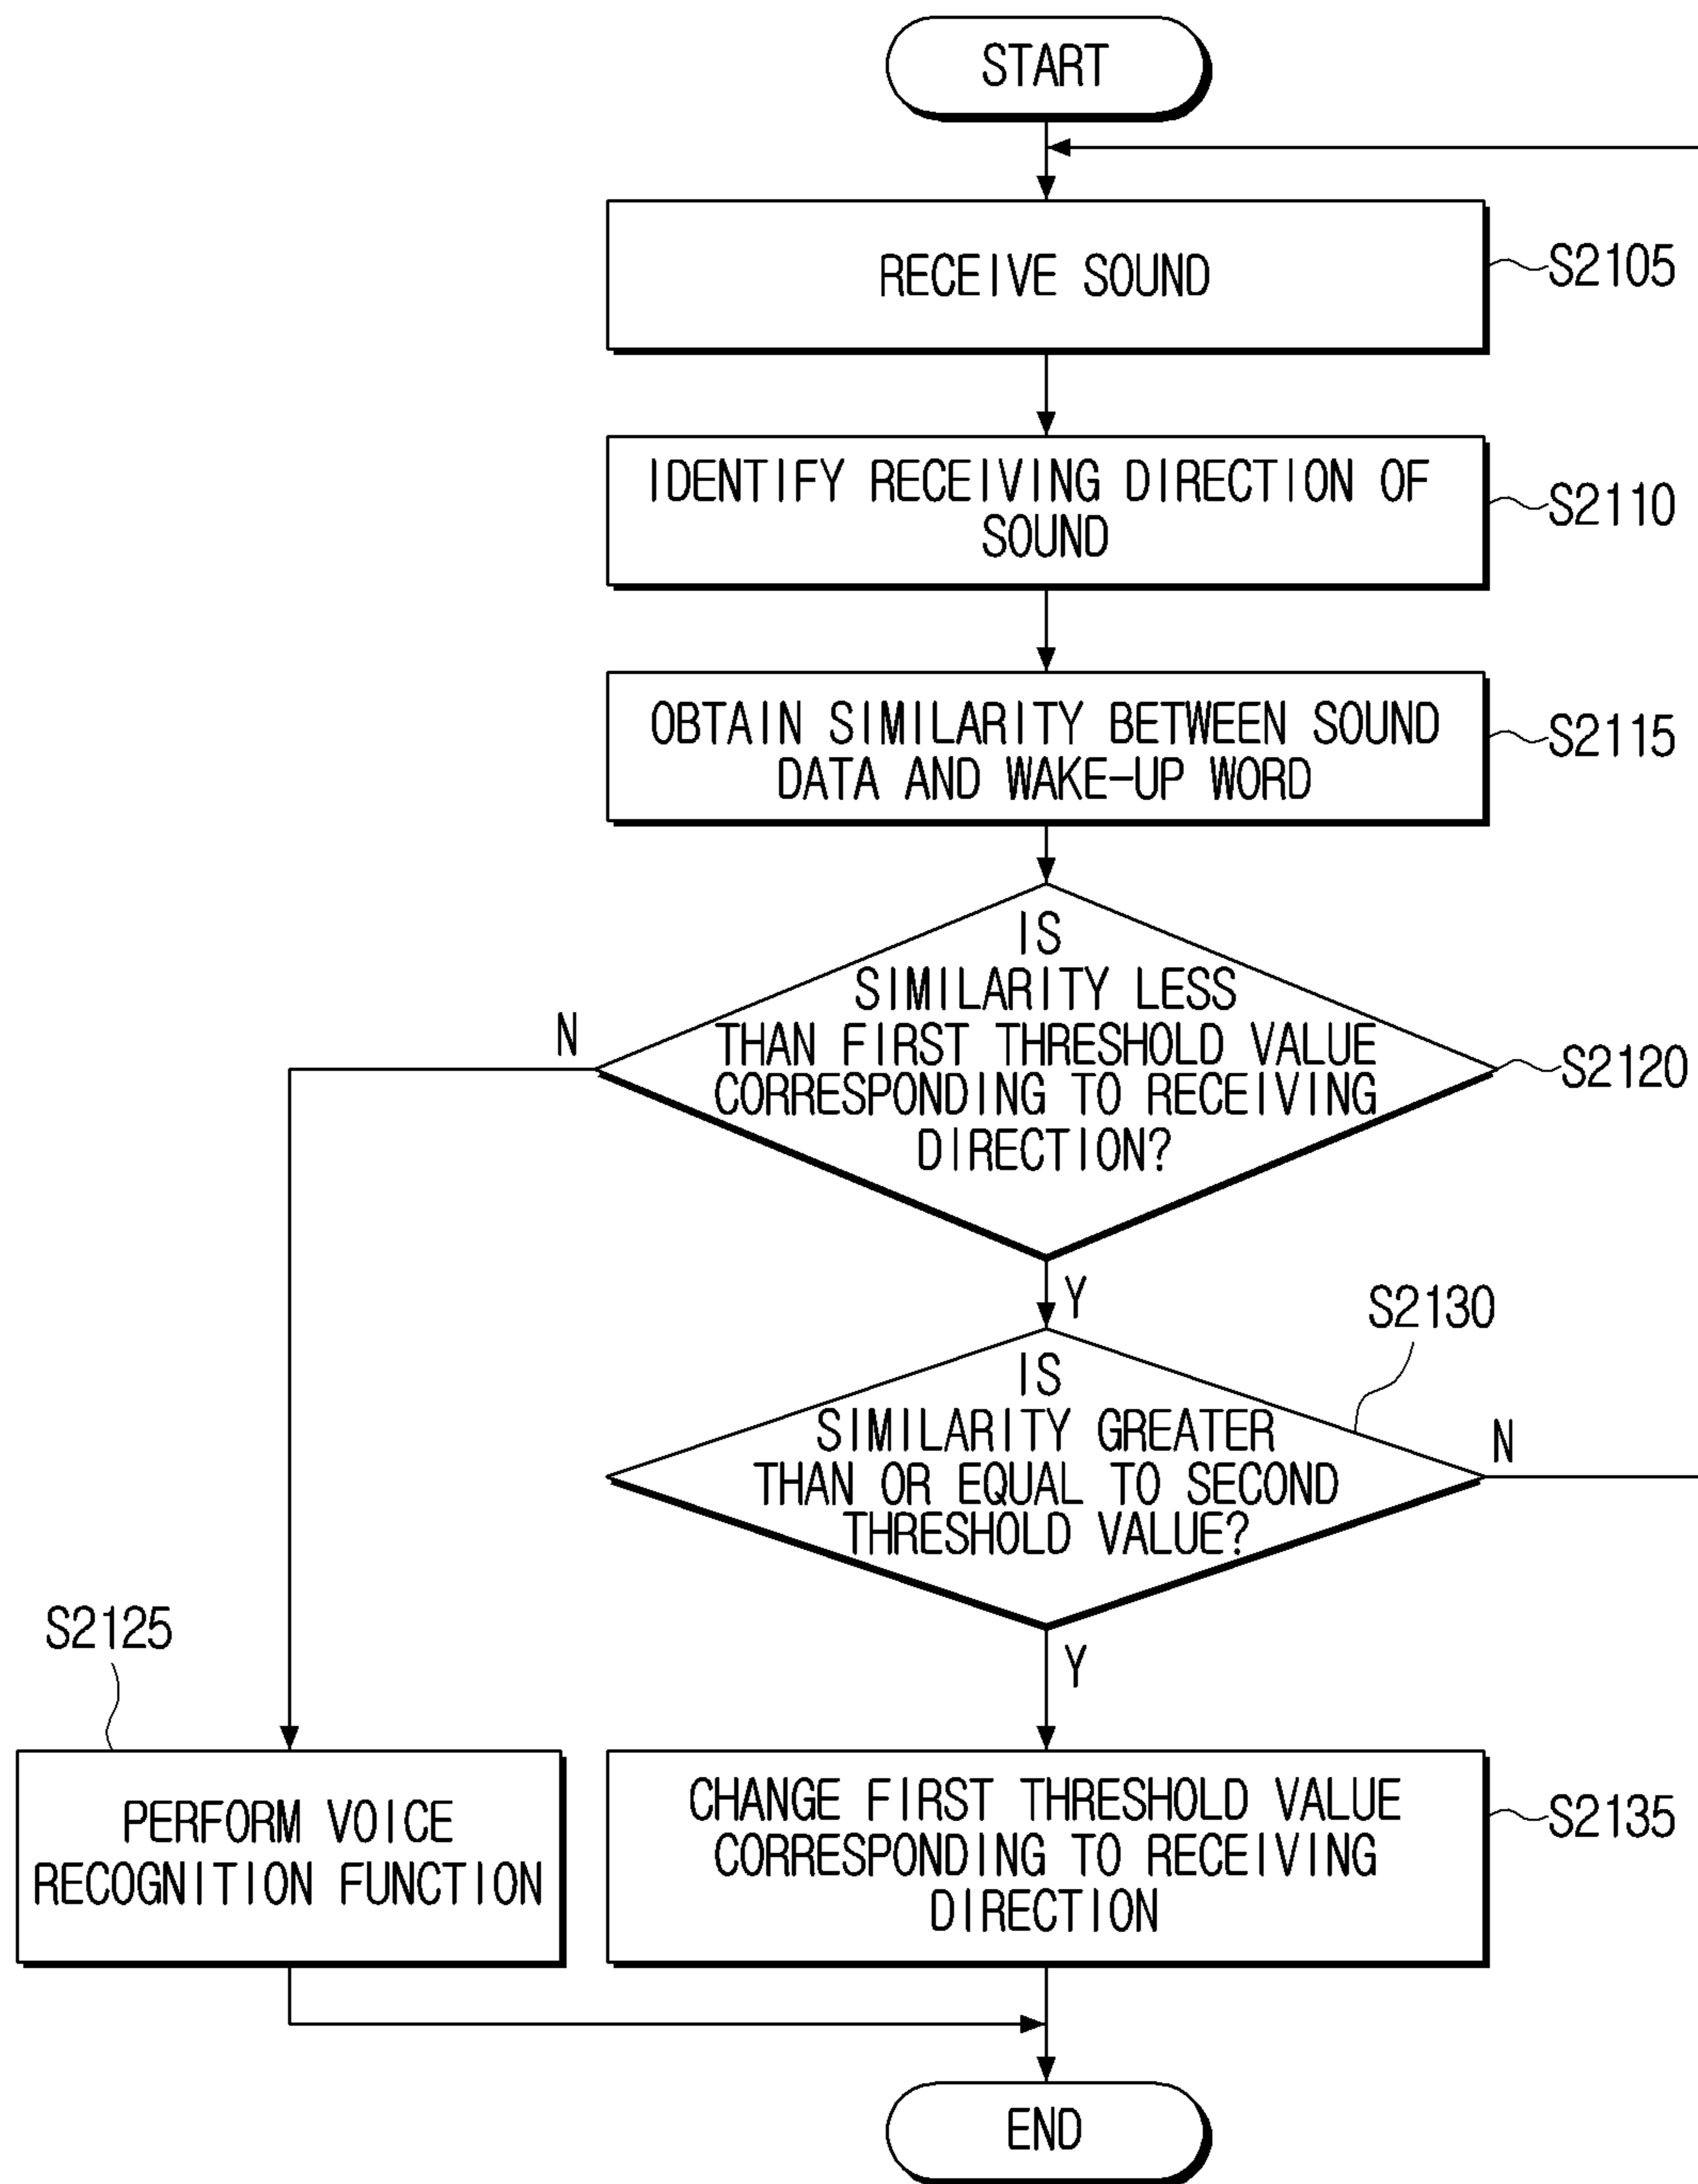 START
RECEIVE SOUND
S2105
IDENTIFY RECEIVING DIRECTION OF
SOUND
S2110
OBTAIN SIMILARITY BETWEEN SOUND
DATA AND WAKE-UP WORD
S2115
IS
SIMILARITY LESS
THAN FIRST THRESHOLD VALUE
CORRESPONDING TO RECEIVING
DIRECTION?
S2120
N
Y
S2130
IS
SIMILARITY GREATER
THAN OR EQUAL TO SECOND
THRESHOLD VALUE?
N
Y
S2125
PERFORM VOICE
RECOGNITION FUNCTION
CHANGE FIRST THRESHOLD VALUE
CORRESPONDING TO RECEIVING
DIRECTION
S2135
END